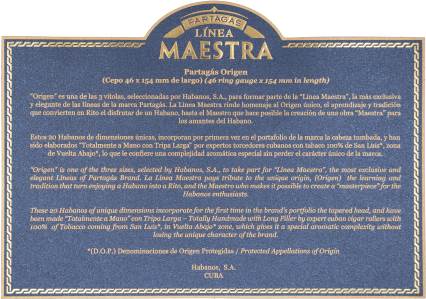 PARTAGÁS
LÍNEA
MAESTRA
Partagás Origen
(Cepo 46 x 154 mm de largo) (46 ring gauge x 154 mm in length)
"Origen" es una de las 3 vitolas, seleccionadas por Habanos, S.A., para formar parte de la "Línea Maestra", la más exclusiva
y elegante de las líneas de la marca Partagás. La Línea Maestra rinde homenaje al Origen único, el aprendizaje y tradición
que convierten en Rito el disfrutar de un Habano, hasta el Maestro que hace posible la creación de una obra "Maestra" para
los amantes del Habano.
Estos 20 Habanos de dimensiones únicas, incorporan por primera vez en el portafolio de la marca la cabeza tumbada, y han
sido elaborados "Totalmente a Mano con Tripa Larga" por expertos torcedores cubanos con tabaco 100% de San Luis*, zona
de Vuelta Abajo*, lo que le confiere una complejidad aromática especial sin perder el carácter único de la marca.
"Origen" is one of the three sizes, selected by Habanos, S.A., to take part for "Línea Maestra", the most exclusive and
elegant Líneas of Partagás Brand. La Línea Maestra pays tribute to the unique origin, (Origen) the learning and
tradition that turn enjoying a Habano into a Rito, and the Maestro who makes it possible to create a "masterpiece" for the
Habanos enthusiasts.
These 20 Habanos of unique dimensions incorporate for the first time in the brand's portfolio the tapered head, and have
been made "Totalmente a Mano" con Tripa Larga – Totally Handmade with Long Filler by expert cuban cigar rollers with
100% of Tobacco coming from San Luis*, in Vuelta Abajo* zone, which gives it a special aromatic complexity without
losing the unique character of the brand.
*(D.O.P.) Denominaciones de Origen Protegidas / Protected Appellations of Origin
Habanos, S.A.
CUBA